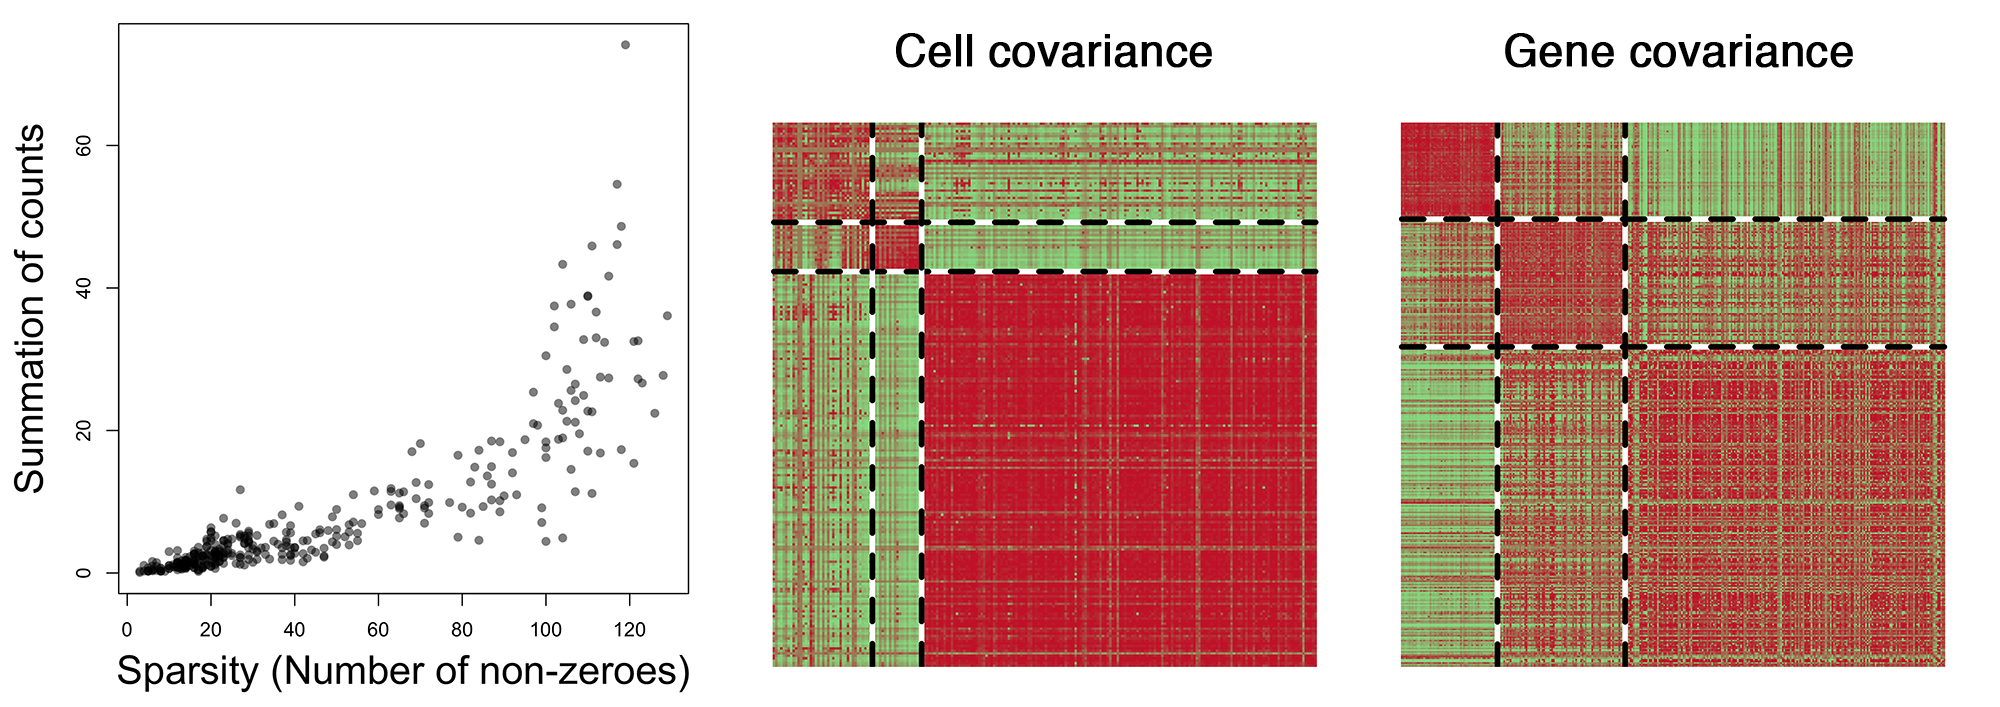 Cell covariance
Gene covariance
Summation of counts
60
40
20
0
0 20 40 60 80 100 120
Sparsity (Number of non-zeroes)